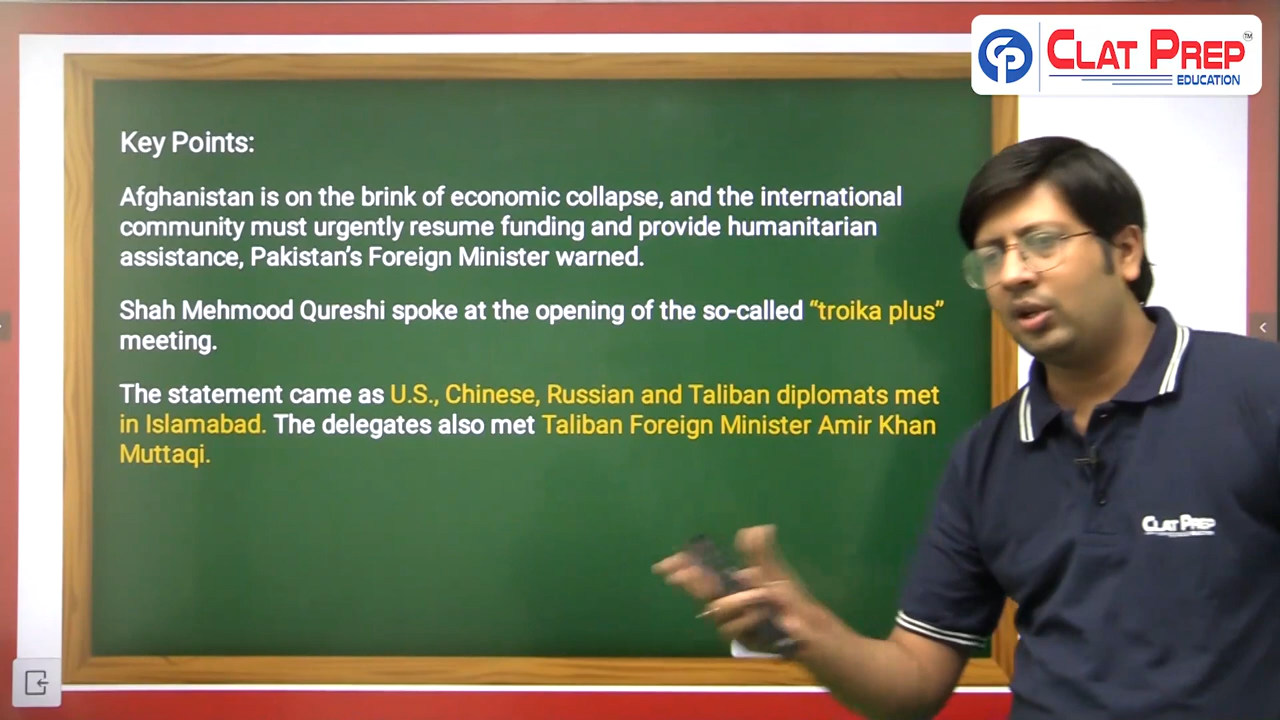 CLAT PREP
TM
EDUCATION
Key Points:
Afghanistan is on the brink of economic collapse, and the international
community must urgently resume funding and provide humanitarian
assistance, Pakistan’s Foreign Minister warned.
Shah Mehmood Qureshi spoke at the opening of the so-called “troika plus”
meeting.
The statement came as U.S., Chinese, Russian and Taliban diplomats met
in Islamabad. The delegates also met Taliban Foreign Minister Amir Khan
Muttaqi.
CLAT PREP